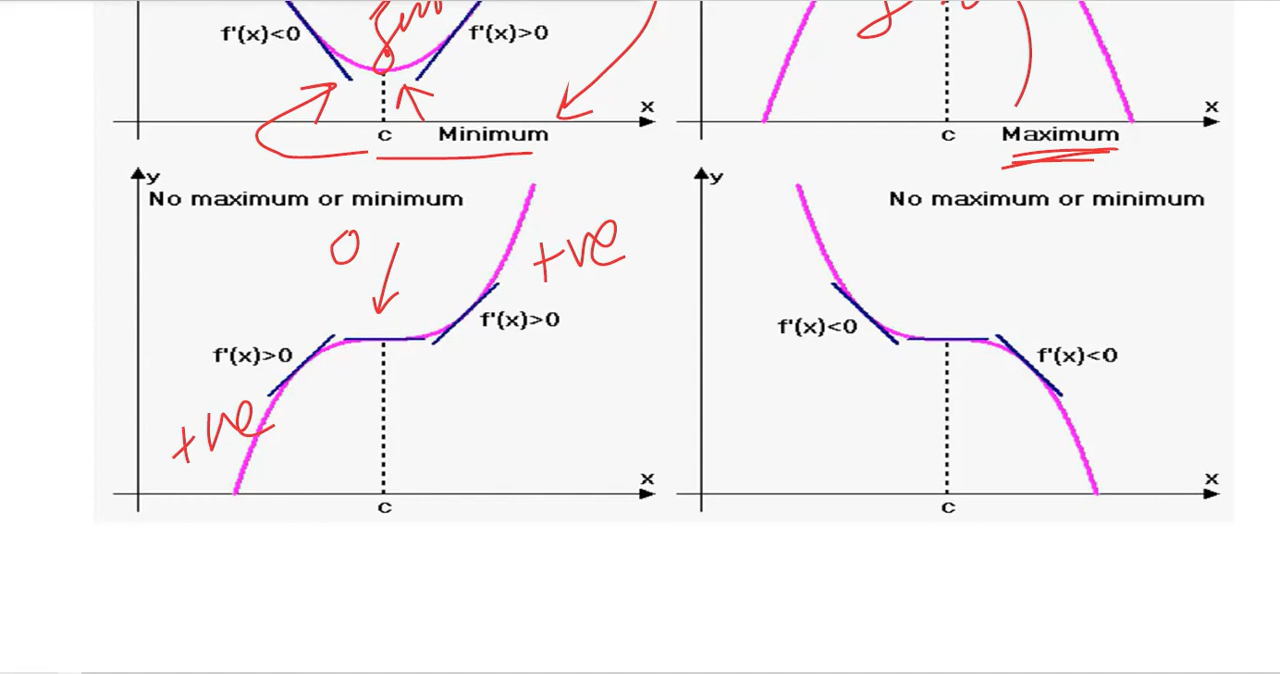 f'(x)<0
f'(x)>0
x
x
c
Minimum
c
Maximum
y
No maximum or minimum
0
+ve
f'(x)>0
f'(x)>0
+ve
x
c
y
No maximum or minimum
f'(x)<0
f'(x)<0
x
c